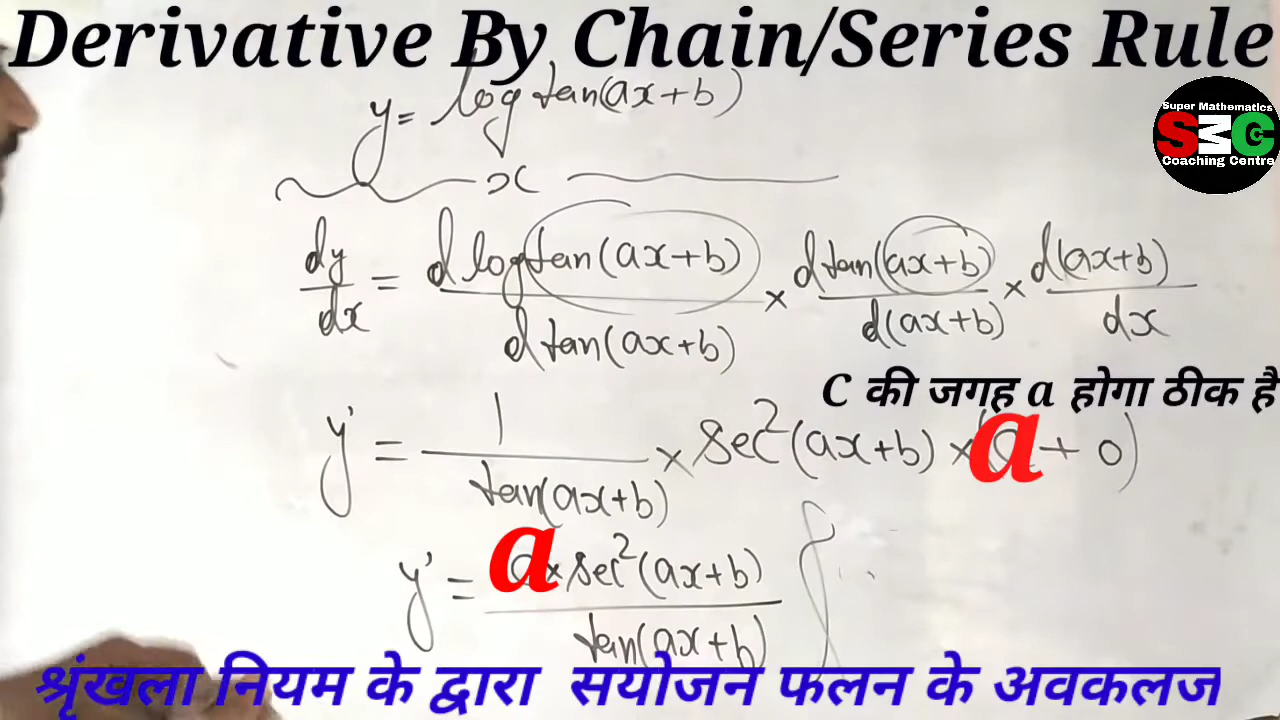 Derivative By Chain/Series Rule
y = log tan(ax+b)
Super Mathematics
SMC
C
Coaching Centre
x
dy/dx = d log tan(ax+b)/d tan(ax+b) × d tan(ax+b)/d(ax+b) × d(ax+b)/dx
C की जगह a होगा ठीक है
y' = 1/tan(ax+b) × sec²(ax+b) × (a + 0)
y' = a × sec²(ax+b)/tan(ax+b)
श्रृंखला नियम के द्वारा सयोजन फलन के अवकलज